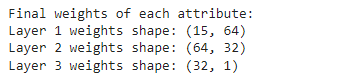 Final weights of each attribute:
Layer 1 weights shape: (15, 64)
Layer 2 weights shape: (64, 32)
Layer 3 weights shape: (32, 1)